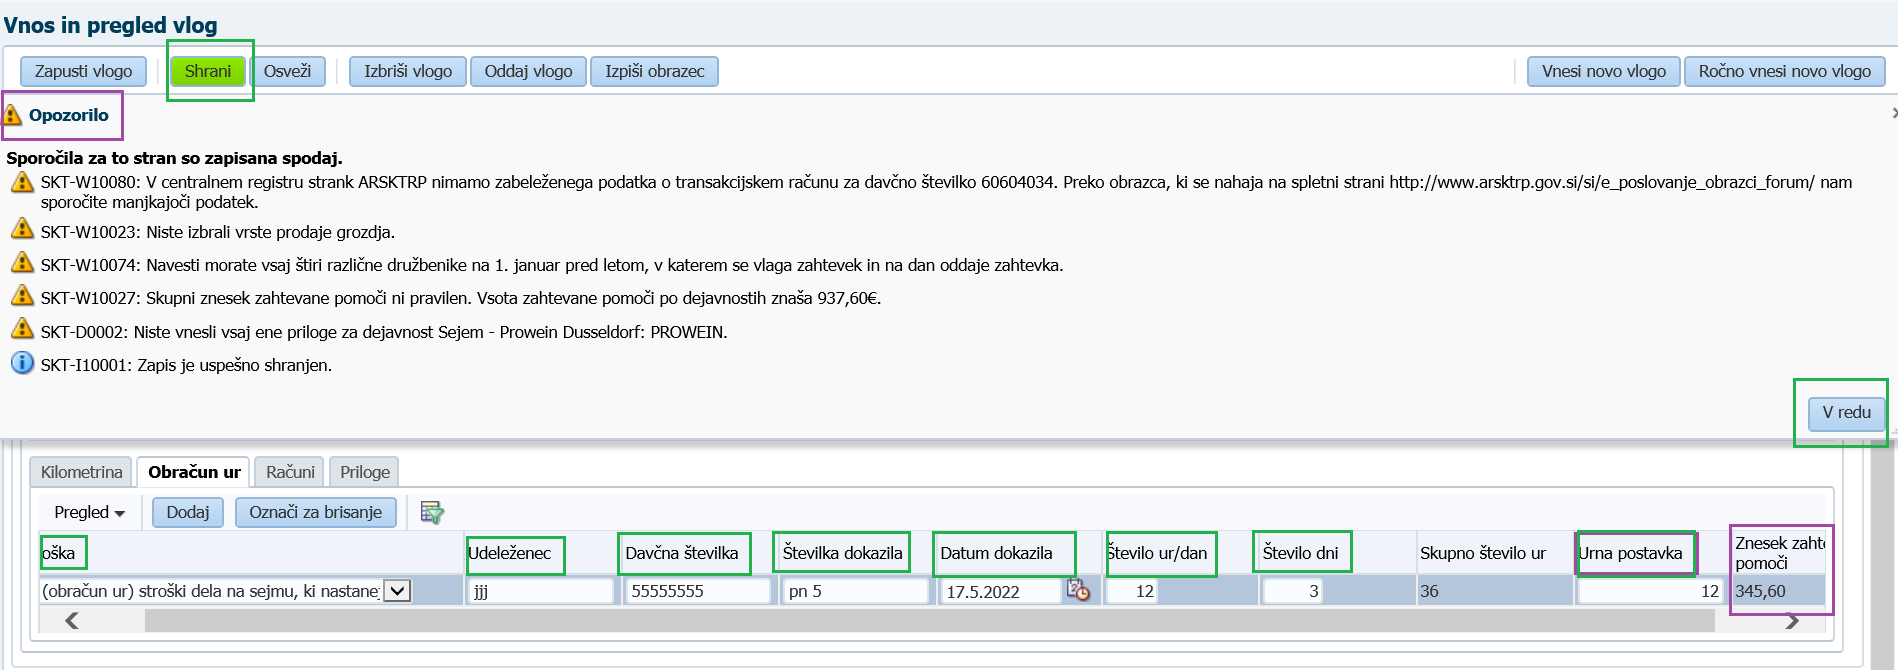 Vnos in pregled vlog
Zapusti vlogo Shrani Osveži Izbriši vlogo Oddaj vlogo Izpiši obrazec Vnesi novo vlogo Ročno vnesi novo vlogo
Opozorilo
Sporočila za to stran so zapisana spodaj.
SKT-W10080: V centralnem registru strank ARSKTRP nimamo zabeleženega podatka o transakcijskem računu za davčno številko 60604034. Preko obrazca, ki se nahaja na spletni strani http://www.arsktrp.gov.si/si/e_poslovanje_obrazci_forum/ nam
sporočite manjkajoči podatek.
SKT-W10023: Niste izbrali vrste prodaje grozdja.
SKT-W10074: Navesti morate vsaj štiri različne družbenike na 1. januar pred letom, v katerem se vlaga zahtevek in na dan oddaje zahtevka.
SKT-W10027: Skupni znesek zahtevane pomoči ni pravilen. Vsota zahtevane pomoči po dejavnostih znaša 937,60€.
SKT-D0002: Niste vnesli vsaj ene priloge za dejavnost Sejem - Prowein Dusseldorf: PROWEIN.
SKT-I10001: Zapis je uspešno shranjen.
V redu
Kilometrina Obračun ur Računi Priloge
Pregled Dodaj Označi za brisanje
oška Udeleženec Davčna številka Številka dokazila Datum dokazila Število ur/dan Število dni Skupno število ur Urna postavka Znesek zahte
pomoči
(obračun ur) stroški dela na sejmu, ki nastanej jjj 55555555 pn 5 17.5.2022 12 3 36 12 345,60